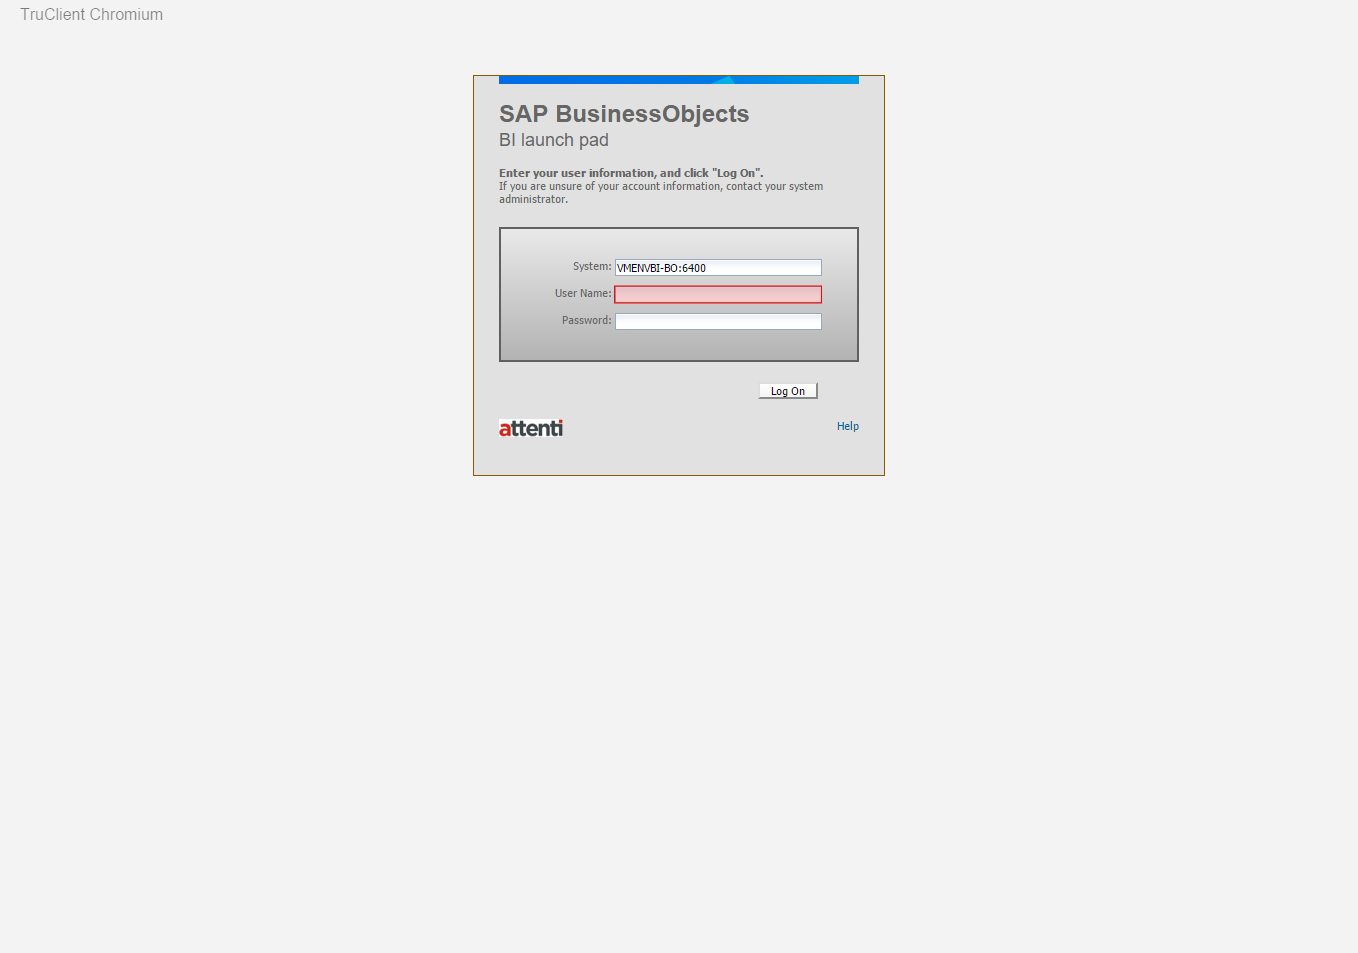 TruClient Chromium
SAP BusinessObjects
BI launch pad
Enter your user information, and click "Log On".
If you are unsure of your account information, contact your system
administrator.
System: VMENVBI-BO:6400
User Name:
Password:
Log On
attenti
Help